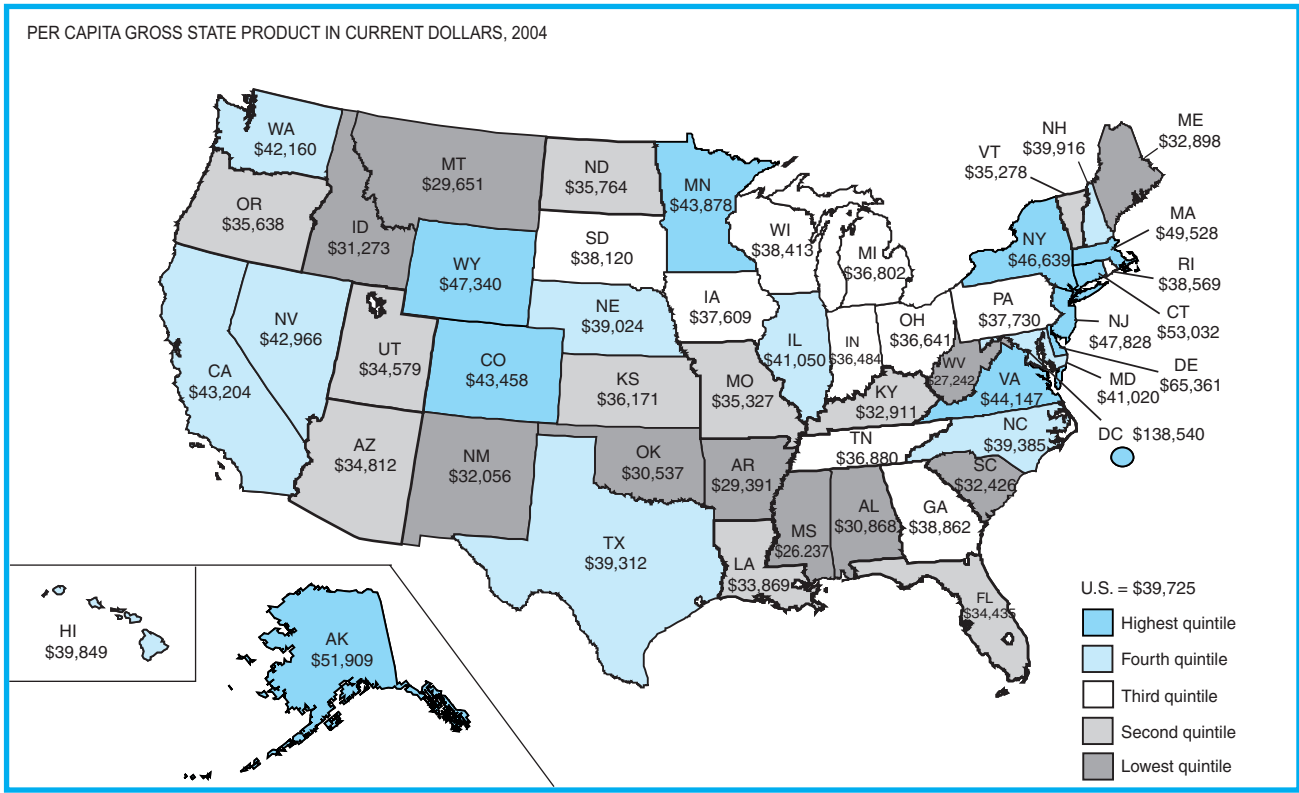 PER CAPITA GROSS STATE PRODUCT IN CURRENT DOLLARS, 2004
WA
$42,160
OR
$35,638
CA
$43,204
NV
$42,966
ID
$31,273
MT
$29,651
WY
$47,340
UT
$34,579
CO
$43,458
AZ
$34,812
NM
$32,056
ND
$35,764
SD
$38,120
NE
$39,024
KS
$36,171
OK
$30,537
TX
$39,312
MN
$43,878
IA
$37,609
MO
$35,327
AR
$29,391
LA
$33,869
WI
$38,413
IL
$41,050
MI
$36,802
IN
$36,484
OH
$36,641
KY
$32,911
TN
$36,880
MS
$26.237
AL
$30,868
GA
$38,862
FL
$34,435
SC
$32,426
NC
$39,385
VA
$44,147
WV
$27,242
PA
$37,730
NY
$46,639
VT
$35,278
NH
$39,916
ME
$32,898
MA
$49,528
RI
$38,569
CT
$53,032
NJ
$47,828
DE
$65,361
MD
$41,020
DC $138,540
HI
$39,849
AK
$51,909
U.S. = $39,725
Highest quintile
Fourth quintile
Third quintile
Second quintile
Lowest quintile